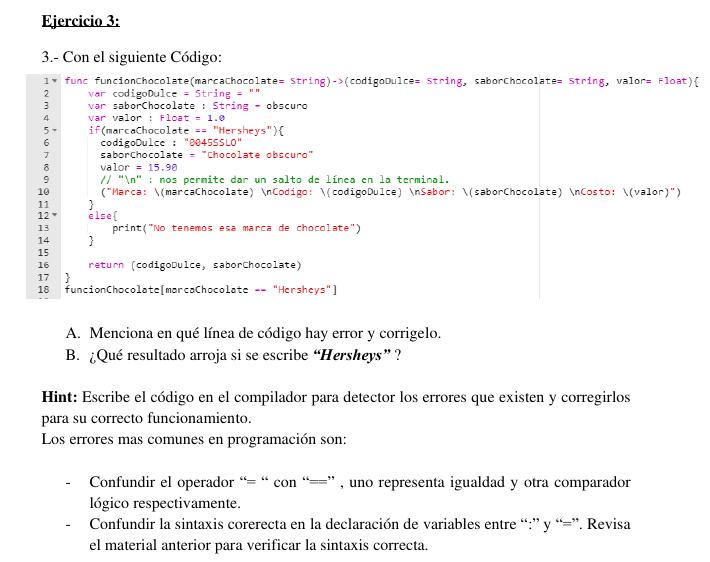 Ejercicio 3:
3.- Con el siguiente Código:
1 func funcionChocolate(marcaChocolate= String)->(codigoDulce= String, saborChocolate= String, valor= Float){
2 var codigoDulce = String = ""
3 var saborChocolate : String = obscuro
4 var valor : Float = 1.0
5 if(marcaChocolate == "Hersheys"){
6 codigoDulce : "0045SSLO"
7 saborChocolate = "Chocolate obscuro"
8 valor = 15.90
9 // "\n" : nos permite dar un salto de línea en la terminal.
10 ("Marca: \(marcaChocolate) \nCodigo: \(codigoDulce) \nSabor: \(saborChocolate) \nCosto: \(valor)")
11 }
12 else{
13 print("No tenemos esa marca de chocolate")
14 }
15
16 return (codigoDulce, saborChocolate)
17 }
18 funcionChocolate[marcaChocolate == "Hersheys"]
A. Menciona en qué línea de código hay error y corrigelo.
B. ¿Qué resultado arroja si se escribe “Hersheys” ?
Hint: Escribe el código en el compilador para detector los errores que existen y corregirlos
para su correcto funcionamiento.
Los errores mas comunes en programación son:
- Confundir el operador “= “ con “==” , uno representa igualdad y otra comparador
lógico respectivamente.
- Confundir la sintaxis corerecta en la declaración de variables entre “:” y “=”. Revisa
el material anterior para verificar la sintaxis correcta.